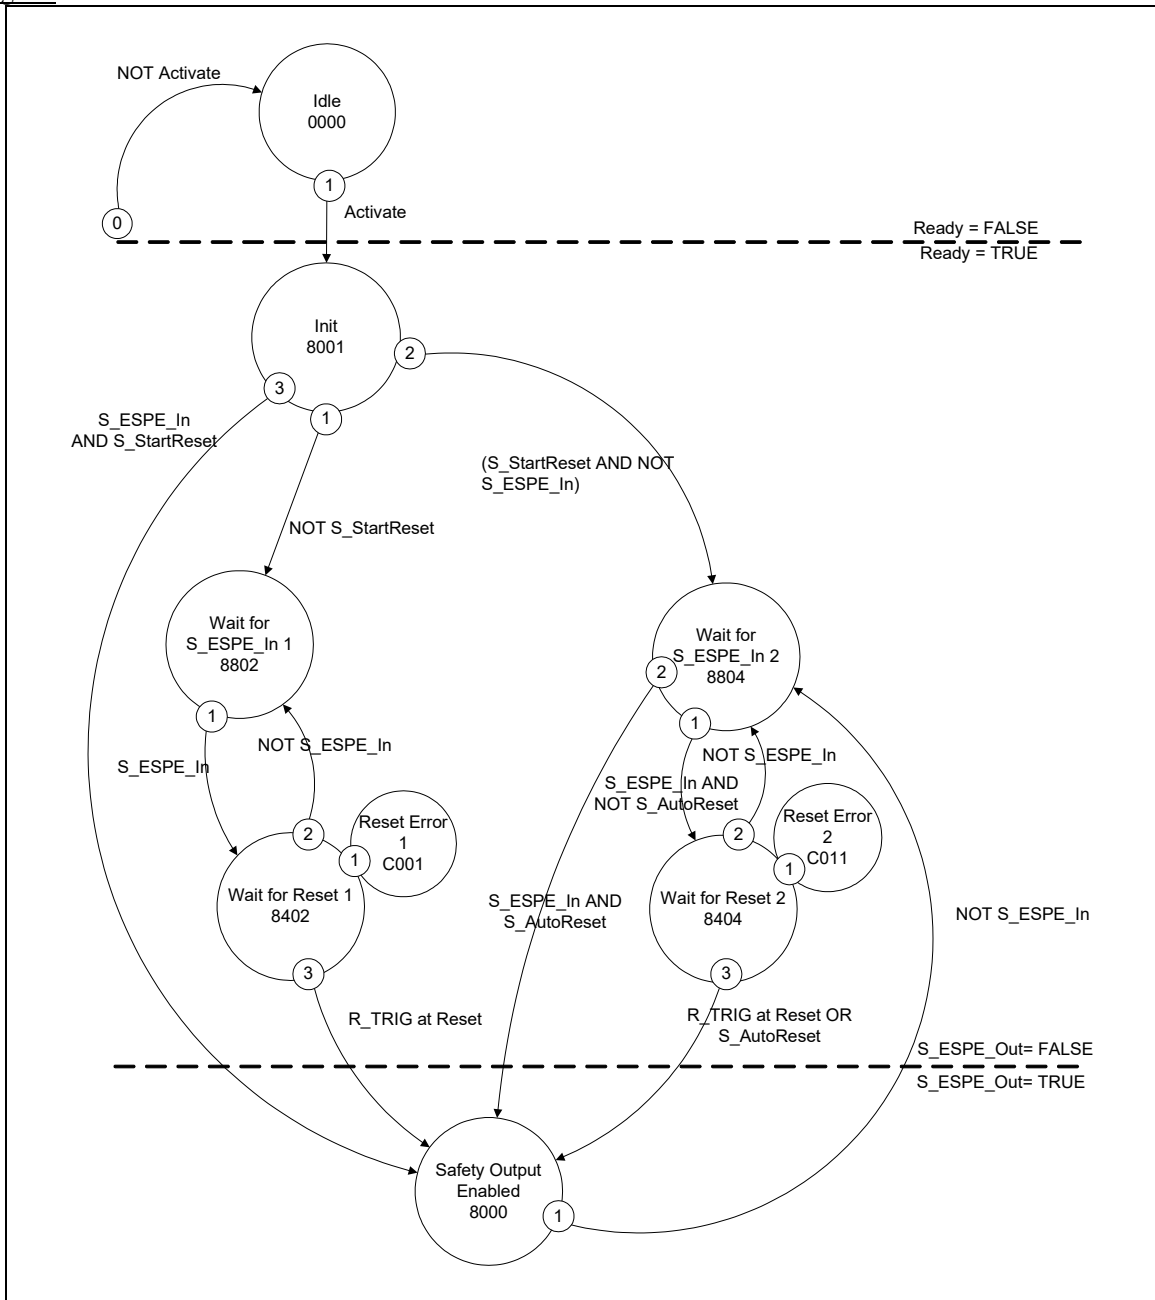 NOT Activate
Idle
0000
1
Activate
0
Ready = FALSE
Ready = TRUE
Init
8001
2
3
1
S_ESPE_In
AND S_StartReset
(S_StartReset AND NOT
S_ESPE_In)
NOT S_StartReset
Wait for
S_ESPE_In 1
8802
1
Wait for
S_ESPE_In 2
8804
2
1
S_ESPE_In
NOT S_ESPE_In
NOT S_ESPE_In
S_ESPE_In AND
NOT S_AutoReset
Reset Error
1
C001
2
1
Wait for Reset 1
8402
3
Reset Error
2
C011
2
1
Wait for Reset 2
8404
3
S_ESPE_In AND
S_AutoReset
NOT S_ESPE_In
R_TRIG at Reset
R_TRIG at Reset OR
S_AutoReset
S_ESPE_Out= FALSE
S_ESPE_Out= TRUE
Safety Output
Enabled
8000
1